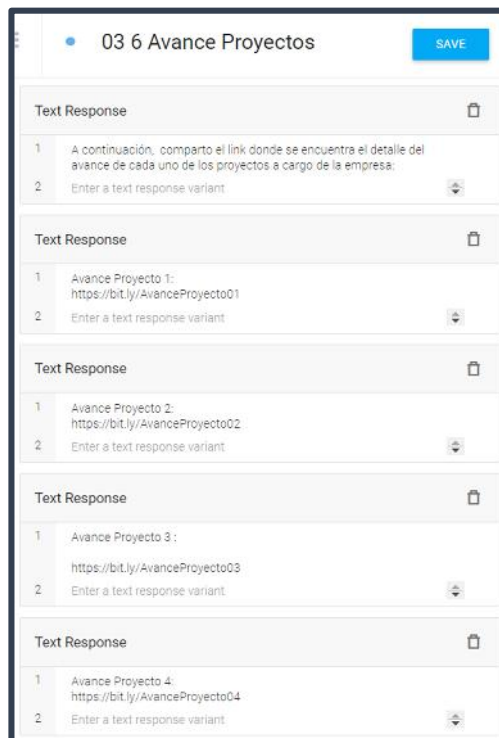 03 6 Avance Proyectos
SAVE
Text Response
1 A continuación, comparto el link donde se encuentra el detalle del
avance de cada uno de los proyectos a cargo de la empresa:
2 Enter a text response variant
Text Response
1 Avance Proyecto 1:
https://bit.ly/AvanceProyecto01
2 Enter a text response variant
Text Response
1 Avance Proyecto 2:
https://bit.ly/AvanceProyecto02
2 Enter a text response variant
Text Response
1 Avance Proyecto 3 :
https://bit.ly/AvanceProyecto03
2 Enter a text response variant
Text Response
1 Avance Proyecto 4:
https://bit.ly/AvanceProyecto04
2 Enter a text response variant